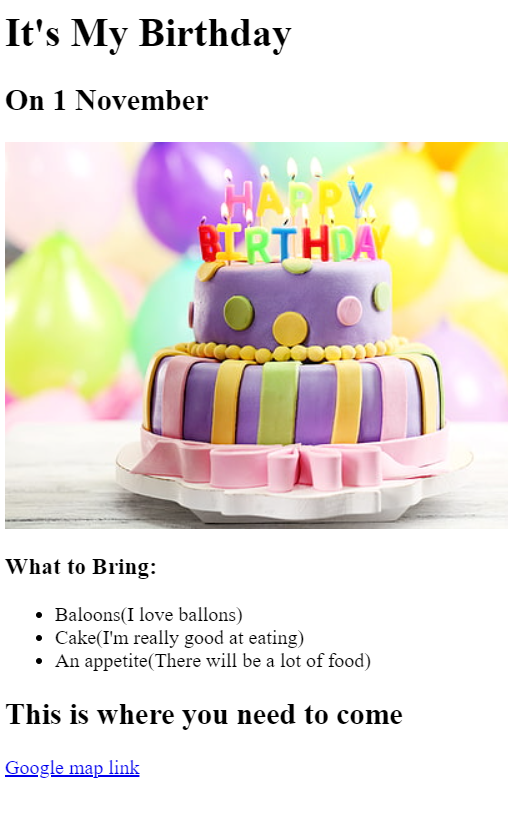 It's My Birthday
On 1 November
HAPPY
BIRTHDAY
What to Bring:
Baloons(I love ballons)
Cake(I'm really good at eating)
An appetite(There will be a lot of food)
This is where you need to come
Google map link